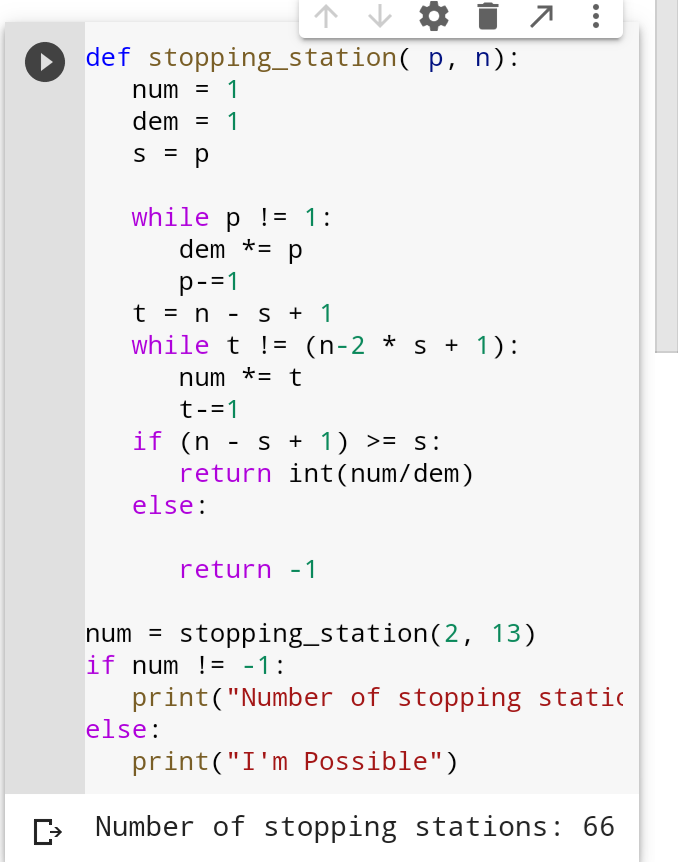 def stopping_station( p, n):
   num = 1
   dem = 1
   s = p

   while p != 1:
      dem *= p
      p-=1
   t = n - s + 1
   while t != (n-2 * s + 1):
      num *= t
      t-=1
   if (n - s + 1) >= s:
      return int(num/dem)
   else:

      return -1

num = stopping_station(2, 13)
if num != -1:
   print("Number of stopping static
else:
   print("I'm Possible")
Number of stopping stations: 66